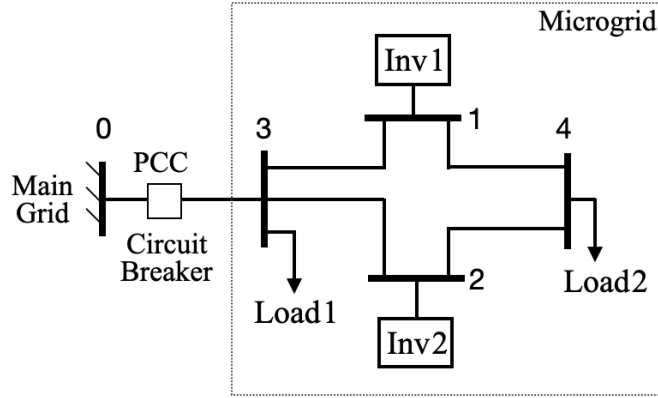 Microgrid
Inv1
0
3
1
4
PCC
Main
Grid
Circuit
Breaker
2
Load1
Load2
Inv2